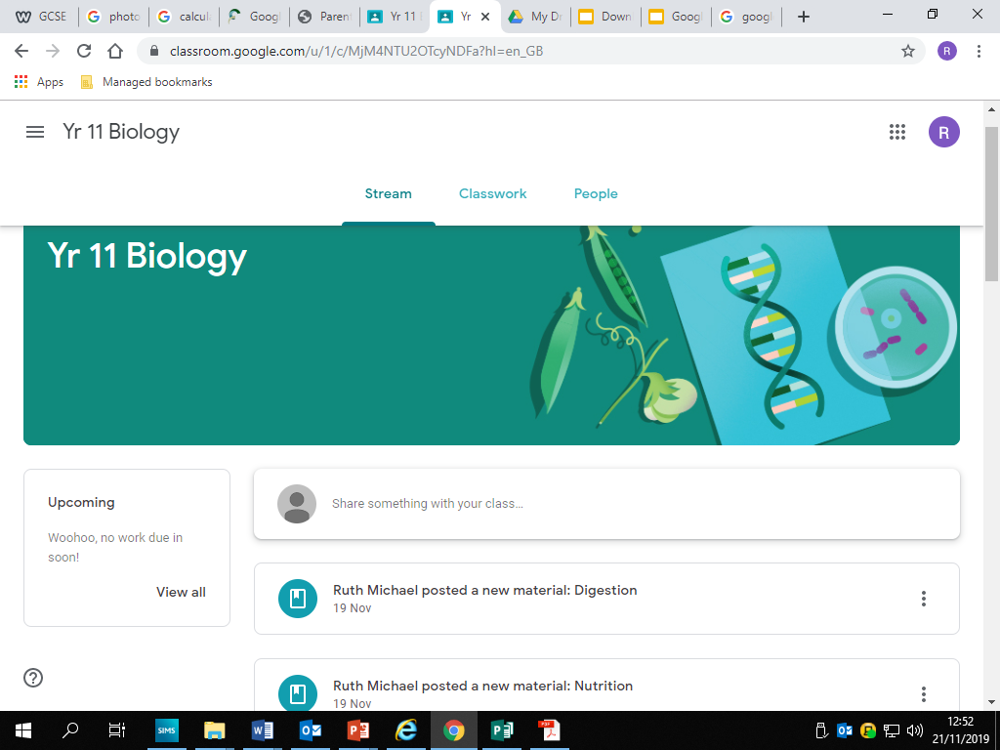 GCSE
photo
calcul
Googl
Paren
Yr 11
Yr
My Dr
Down
Googl
googl
classroom.google.com/u/1/c/MjM4NTU2OTcyNDFa?hl=en_GB
R
Apps
Managed bookmarks
Yr 11 Biology
R
Stream
Classwork
People
Yr 11 Biology
Upcoming
Woohoo, no work due in
soon!
View all
Share something with your class...
Ruth Michael posted a new material: Digestion
19 Nov
Ruth Michael posted a new material: Nutrition
19 Nov
SIMS
12:52
21/11/2019